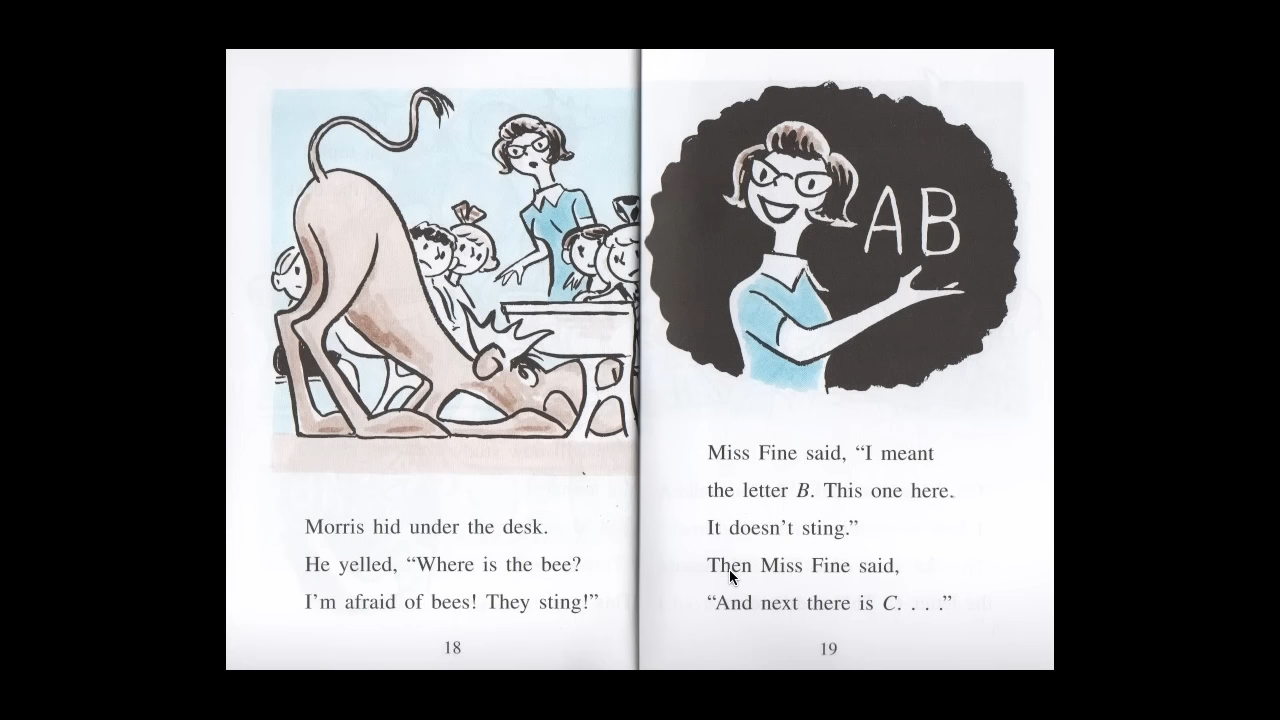 Morris hid under the desk.
He yelled, “Where is the bee?
I’m afraid of bees! They sting!”
18
A B
Miss Fine said, “I meant
the letter B. This one here.
It doesn’t sting.”
Then Miss Fine said,
“And next there is C. . . .”
19